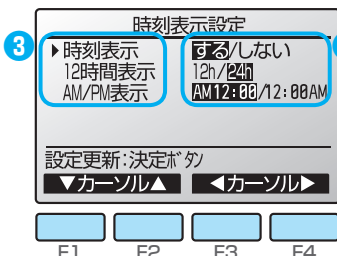 時刻表示設定
3
▶時刻表示 する/しない
12時間表示 12h/24h
AM/PM表示 AM12:00/12:00AM
設定更新:決定ボタン
▼カーソル▲ ◀カーソル▶
F1 F2 F3 F4